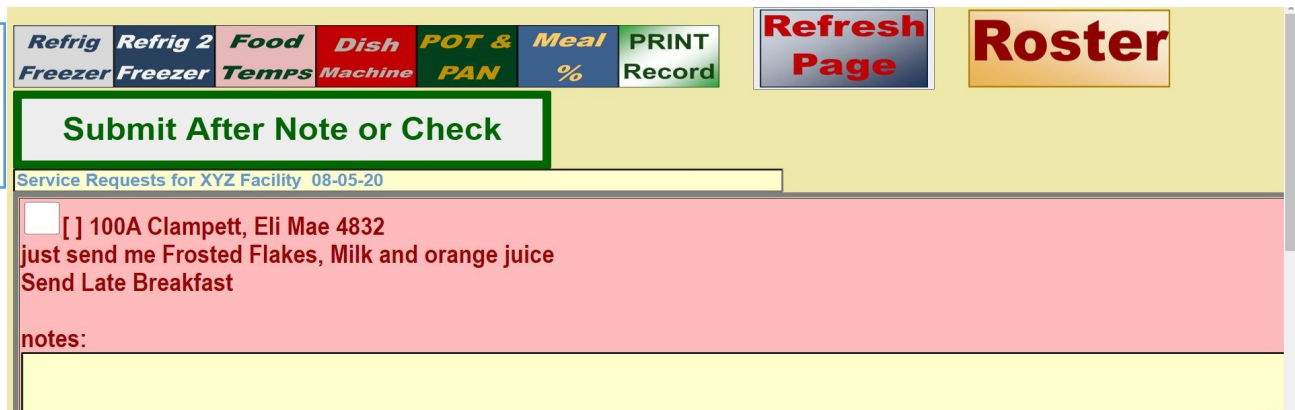 Refrig Freezer
Refrig 2 Freezer
Food Temps
Dish Machine
POT & PAN
Meal %
PRINT Record
Refresh Page
Roster
Submit After Note or Check
Service Requests for XYZ Facility 08-05-20
[ ] 100A Clampett, Eli Mae 4832
just send me Frosted Flakes, Milk and orange juice
Send Late Breakfast
notes: